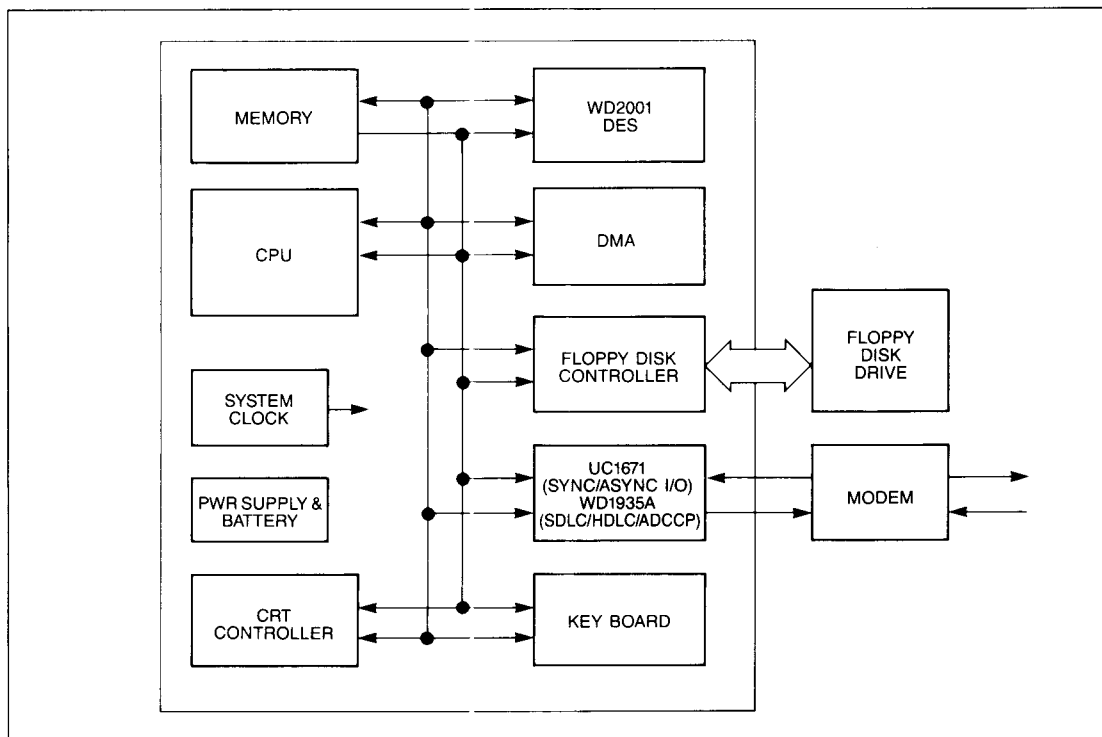 MEMORY
WD2001
DES
CPU
DMA
FLOPPY DISK
CONTROLLER
FLOPPY
DISK
DRIVE
SYSTEM
CLOCK
UC1671
(SYNC/ASYNC I/O)
WD1935A
(SDLC/HDLC/ADCCP)
MODEM
PWR SUPPLY &
BATTERY
CRT
CONTROLLER
KEY BOARD